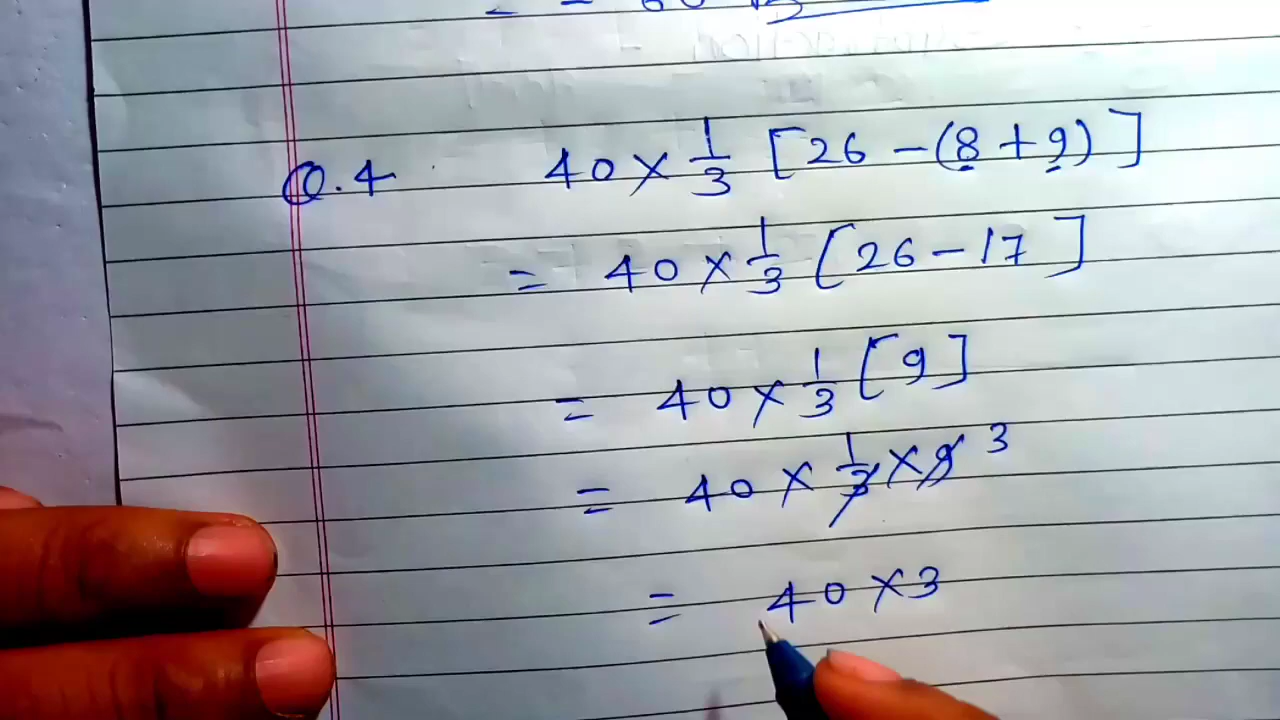 Q.4 40 × 1/3 [26 - (8 + 9)]
= 40 × 1/3 [26 - 17]
= 40 × 1/3 [9]
= 40 × 1/3 × 9 3
= 40 × 3